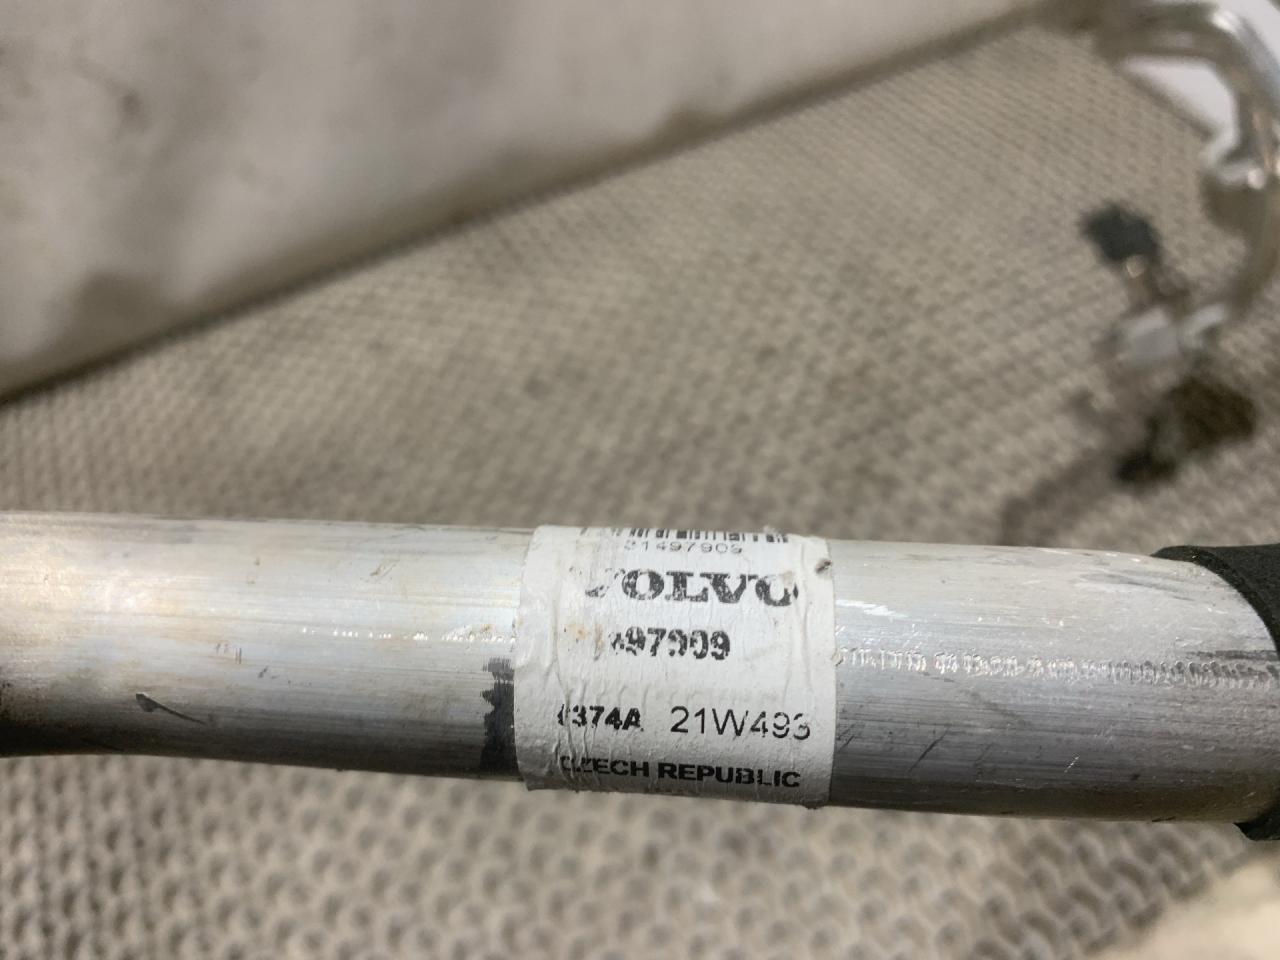 31497909
VOLVO
497909
374A 21W493
CZECH REPUBLIC